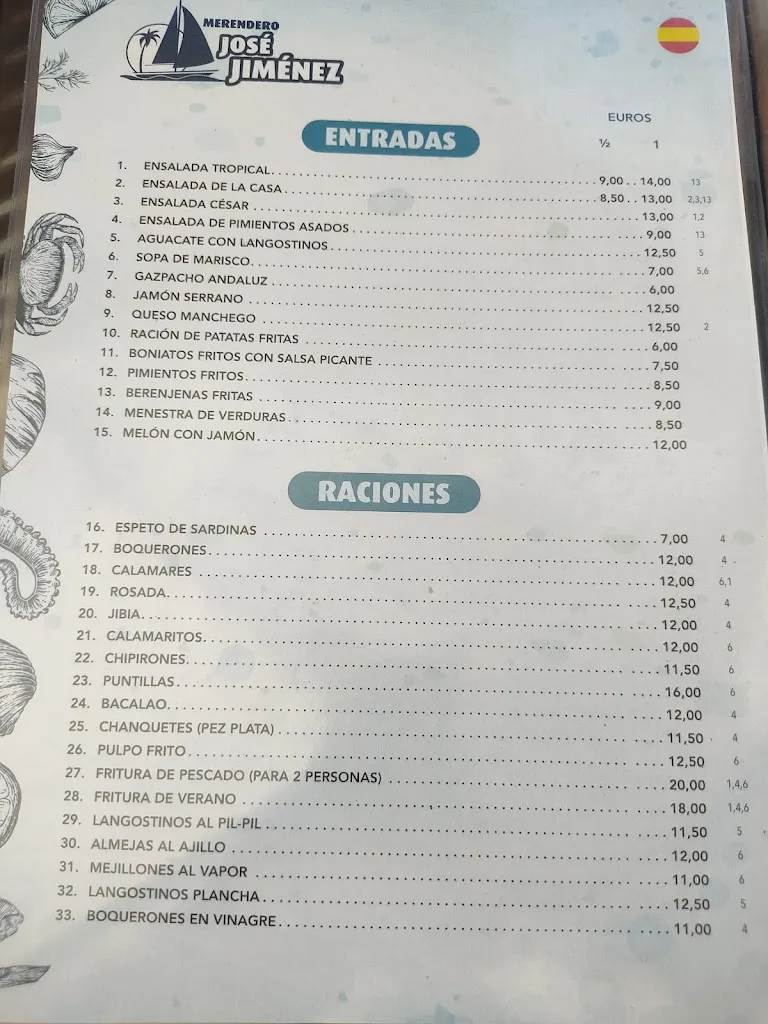 MERENDERO
JOSÉ
JIMÉNEZ
ENTRADAS
EUROS
½ 1
1. ENSALADA TROPICAL 9,00 .. 14,00 13
2. ENSALADA DE LA CASA 8,50 .. 13,00 2,3,13
3. ENSALADA CÉSAR 13,00 1,2
4. ENSALADA DE PIMIENTOS ASADOS 9,00 13
5. AGUACATE CON LANGOSTINOS 12,50 5
6. SOPA DE MARISCO 7,00 5,6
7. GAZPACHO ANDALUZ 6,00
8. JAMÓN SERRANO 12,50
9. QUESO MANCHEGO 12,50 2
10. RACIÓN DE PATATAS FRITAS 6,00
11. BONIATOS FRITOS CON SALSA PICANTE 7,50
12. PIMIENTOS FRITOS 8,50
13. BERENJENAS FRITAS 9,00
14. MENESTRA DE VERDURAS 8,50
15. MELÓN CON JAMÓN 12,00
RACIONES
16. ESPETO DE SARDINAS 7,00 4
17. BOQUERONES 12,00 4
18. CALAMARES 12,00 6,1
19. ROSADA 12,50 4
20. JIBIA 12,00 4
21. CALAMARITOS 12,00 6
22. CHIPIRONES 11,50 6
23. PUNTILLAS 16,00 6
24. BACALAO 12,00 4
25. CHANQUETES (PEZ PLATA) 11,50 4
26. PULPO FRITO 12,50 6
27. FRITURA DE PESCADO (PARA 2 PERSONAS) 20,00 1,4,6
28. FRITURA DE VERANO 18,00 1,4,6
29. LANGOSTINOS AL PIL-PIL 11,50 5
30. ALMEJAS AL AJILLO 12,00 6
31. MEJILLONES AL VAPOR 11,00 6
32. LANGOSTINOS PLANCHA 12,50 5
33. BOQUERONES EN VINAGRE 11,00 4